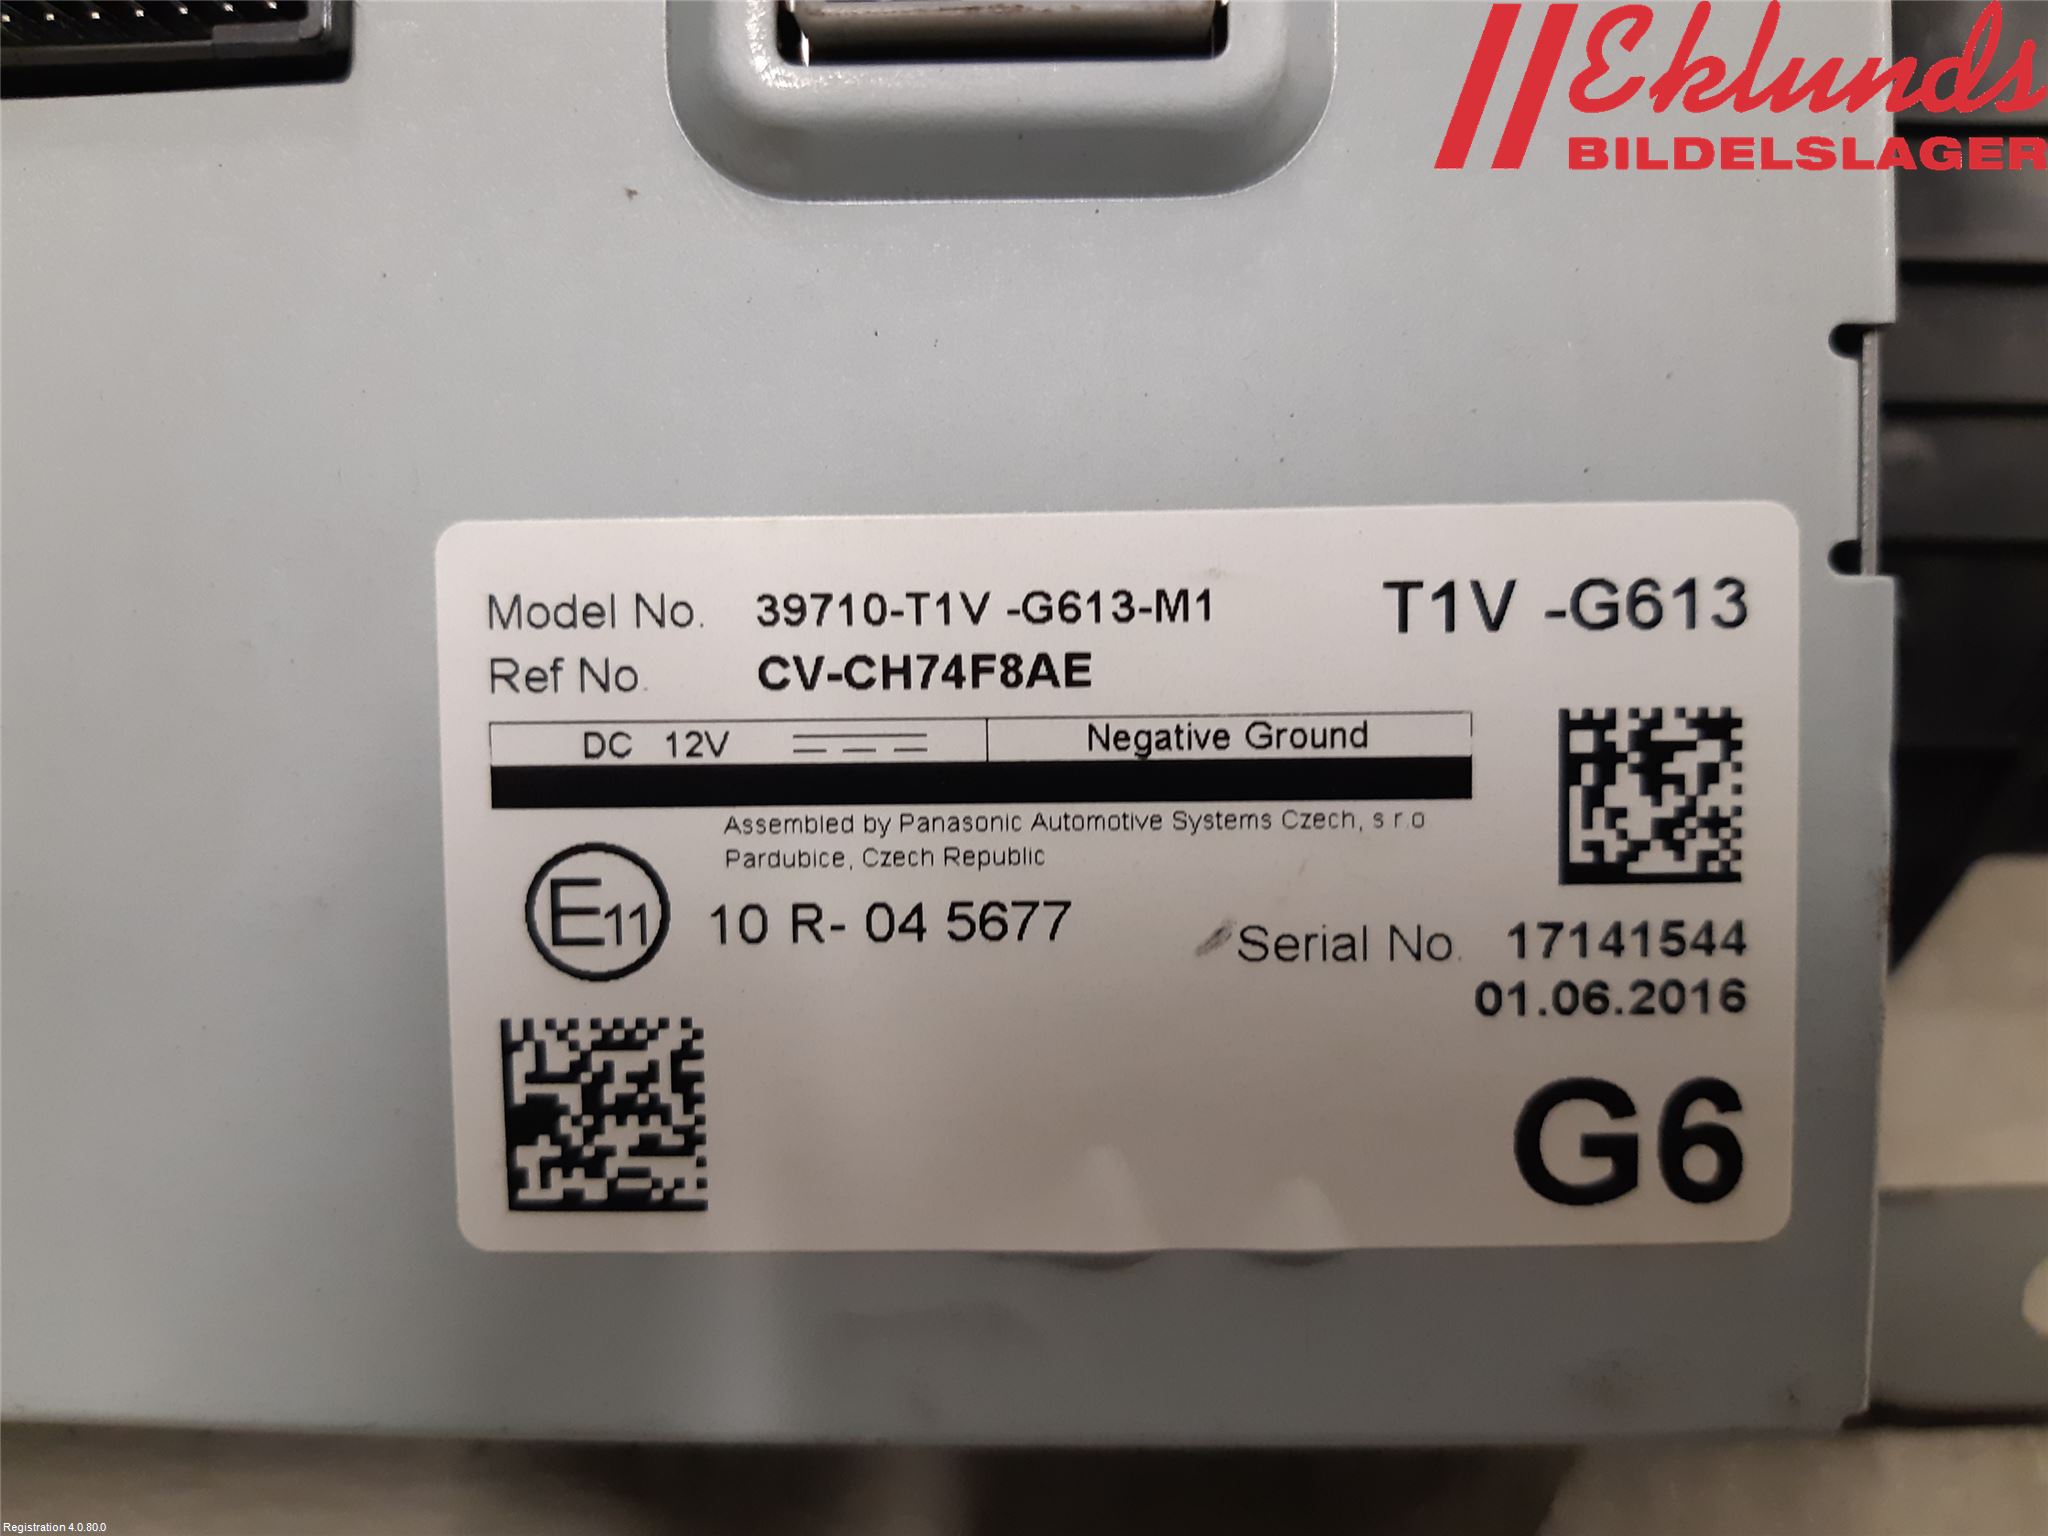 Eklunds
BILDELSLAGER
Model No. 39710-T1V -G613-M1
T1V -G613
Ref No. CV-CH74F8AE
DC 12V
Negative Ground
Assembled by Panasonic Automotive Systems Czech, s r.o
Pardubice, Czech Republic
E11
10 R- 04 5677
Serial No. 17141544
01.06.2016
G6
Registration 4.0.80.0